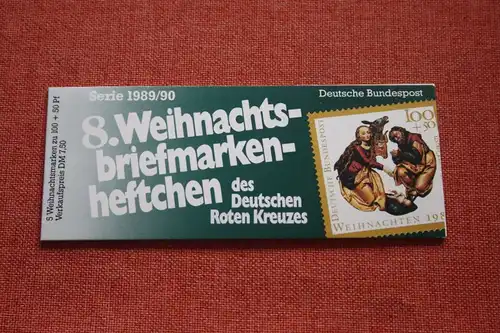 5 Weihnachtsmarken zu 100 + 50 Pf
Verkaufspreis DM 7,50
Serie 1989/90
8. Weihnachts-
briefmarken-
heftchen
des
Deutschen
Roten Kreuzes
Deutsche Bundespost
DEUTSCHE BUNDESPOST
100
+50
WEIHNACHTEN 198